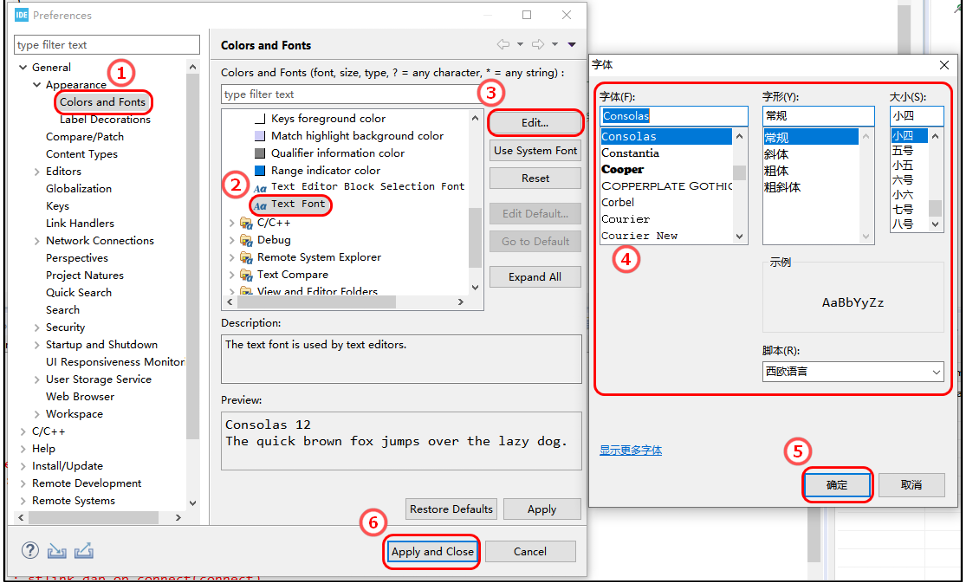 IDE Preferences
type filter text
General
① Appearance
Colors and Fonts
Label Decorations
Compare/Patch
Content Types
Editors
Globalization
Keys
Link Handlers
Network Connections
Perspectives
Project Natures
Quick Search
Search
Security
Startup and Shutdown
UI Responsiveness Monitor
User Storage Service
Web Browser
Workspace
C/C++
Help
Install/Update
Remote Development
Remote Systems
Colors and Fonts
Colors and Fonts (font, size, type, ? = any character, * = any string) :
type filter text
Keys foreground color
Match highlight background color
Qualifier information color
Range indicator color
② Aa Text Editor Block Selection Font
Aa Text Font
C/C++
Debug
Remote System Explorer
Text Compare
View and Editor Folders
③
Edit...
Use System Font
Reset
Edit Default...
Go to Default
Expand All
Description:
The text font is used by text editors.
Preview:
Consolas 12
The quick brown fox jumps over the lazy dog.
Restore Defaults
Apply
⑥
Apply and Close
Cancel
字体
字体(F):
Consolas
Consolas
Constantia
Cooper
COPPERPLATE GOTHIC
Corbel
Courier
Courier New
④
字形(Y):
常规
常规
斜体
粗体
粗斜体
大小(S):
小四
小四
五号
小五
六号
小六
七号
八号
示例
AaBbYyZz
脚本(R):
西欧语言
显示更多字体
⑤
确定
取消